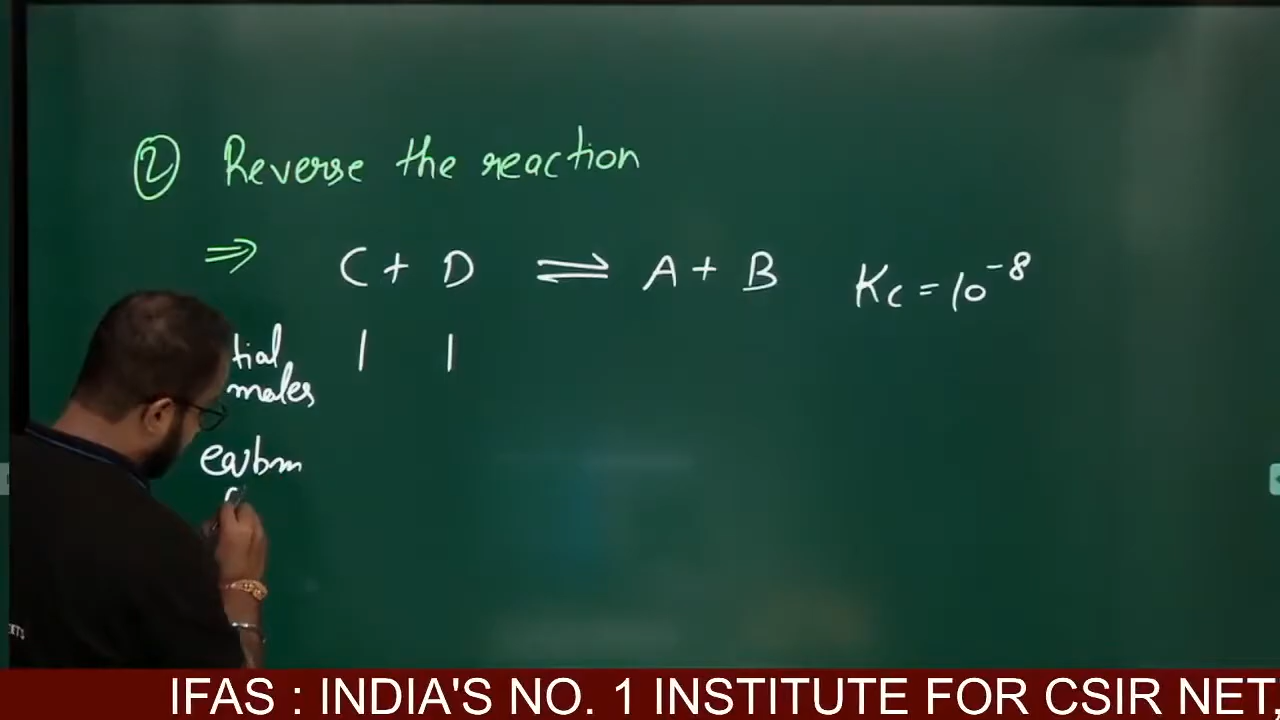 ② Reverse the reaction
⇒ C + D ⇌ A + B Kc = 10⁻⁸
tial 1 1
moles
eqbm
IFAS : INDIA'S NO. 1 INSTITUTE FOR CSIR NET,